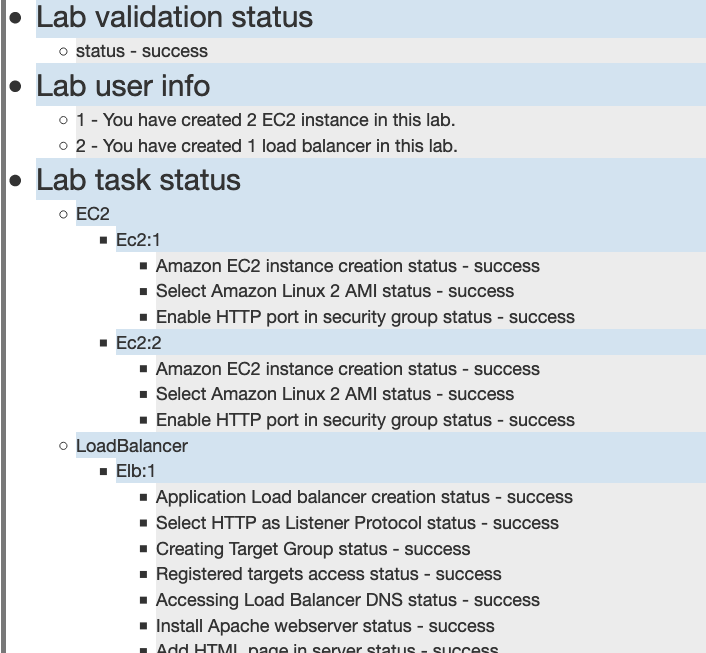 Lab validation status
status - success
Lab user info
1 - You have created 2 EC2 instance in this lab.
2 - You have created 1 load balancer in this lab.
Lab task status
EC2
Ec2:1
Amazon EC2 instance creation status - success
Select Amazon Linux 2 AMI status - success
Enable HTTP port in security group status - success
Ec2:2
Amazon EC2 instance creation status - success
Select Amazon Linux 2 AMI status - success
Enable HTTP port in security group status - success
LoadBalancer
Elb:1
Application Load balancer creation status - success
Select HTTP as Listener Protocol status - success
Creating Target Group status - success
Registered targets access status - success
Accessing Load Balancer DNS status - success
Install Apache webserver status - success
Add HTML page in server status - success